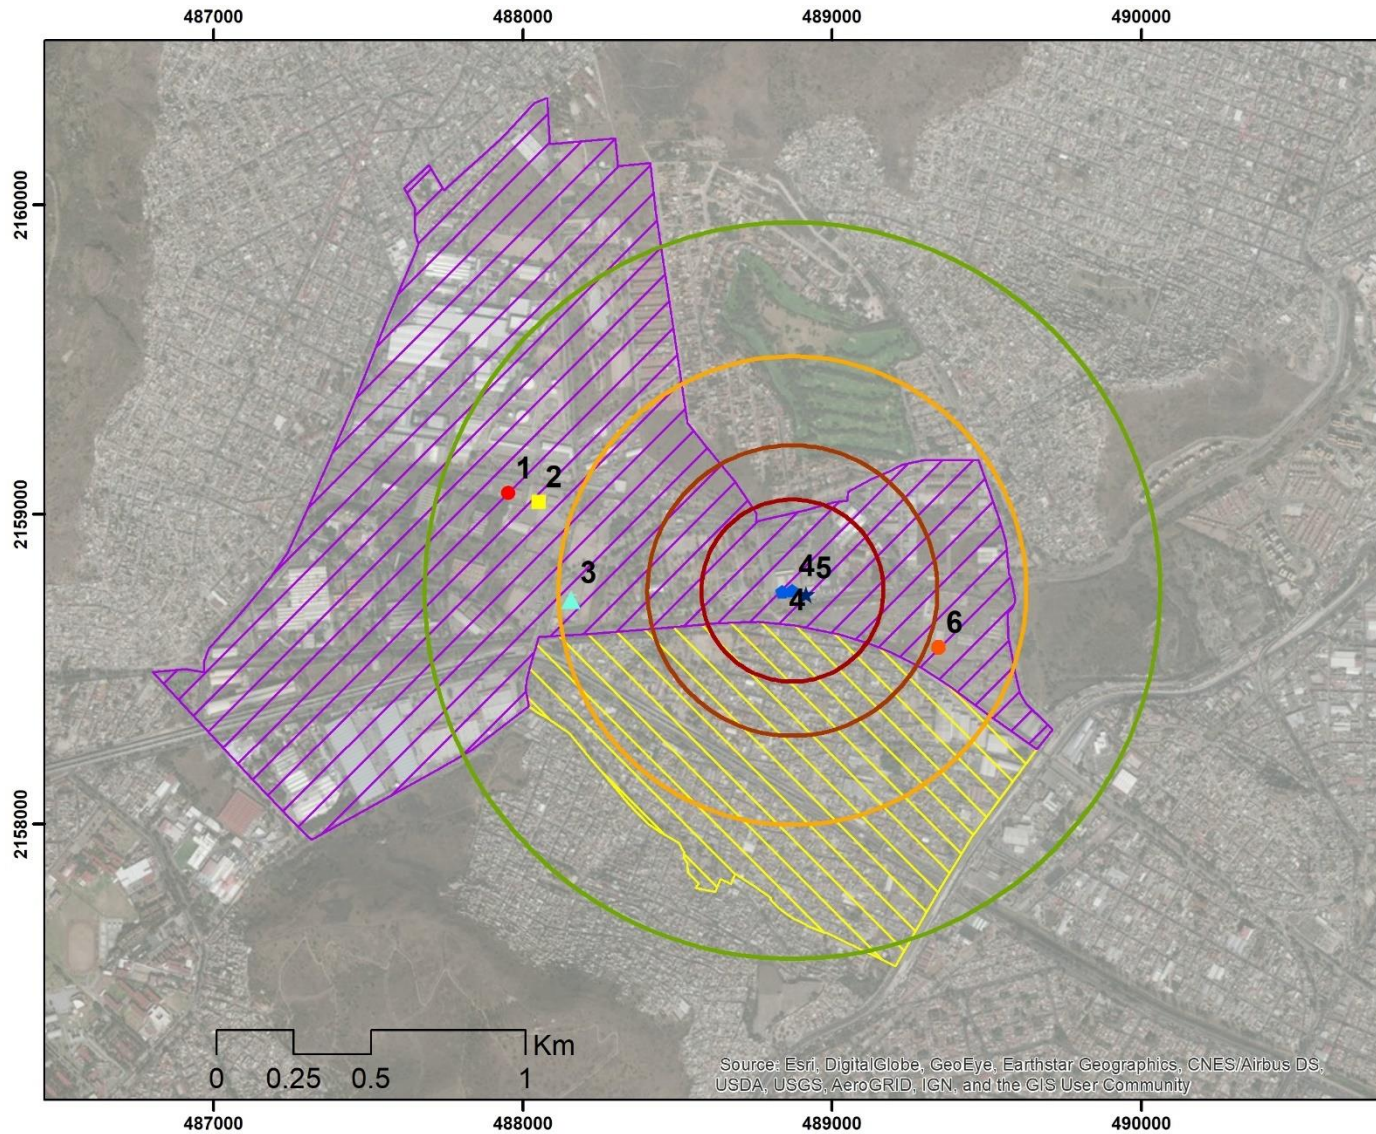 487000 488000 489000 490000
2160000
2159000
2158000
1
2
3
45
4
6
Km
0 0.25 0.5 1
Source: Esri, DigitalGlobe, GeoEye, Earthstar Geographics, CNES/Airbus DS,
USDA, USGS, AeroGRID, IGN, and the GIS User Community
487000 488000 489000 490000